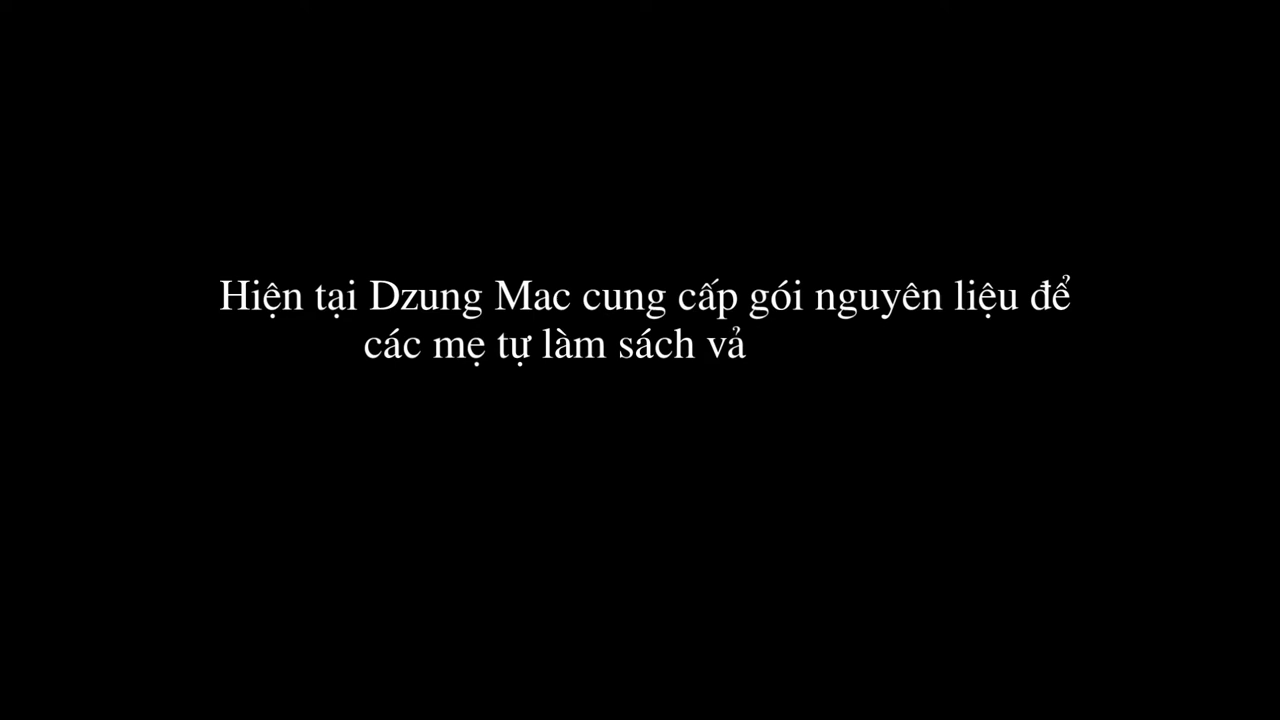 Hiện tại Dzung Mac cung cấp gói nguyên liệu để
các mẹ tự làm sách vả